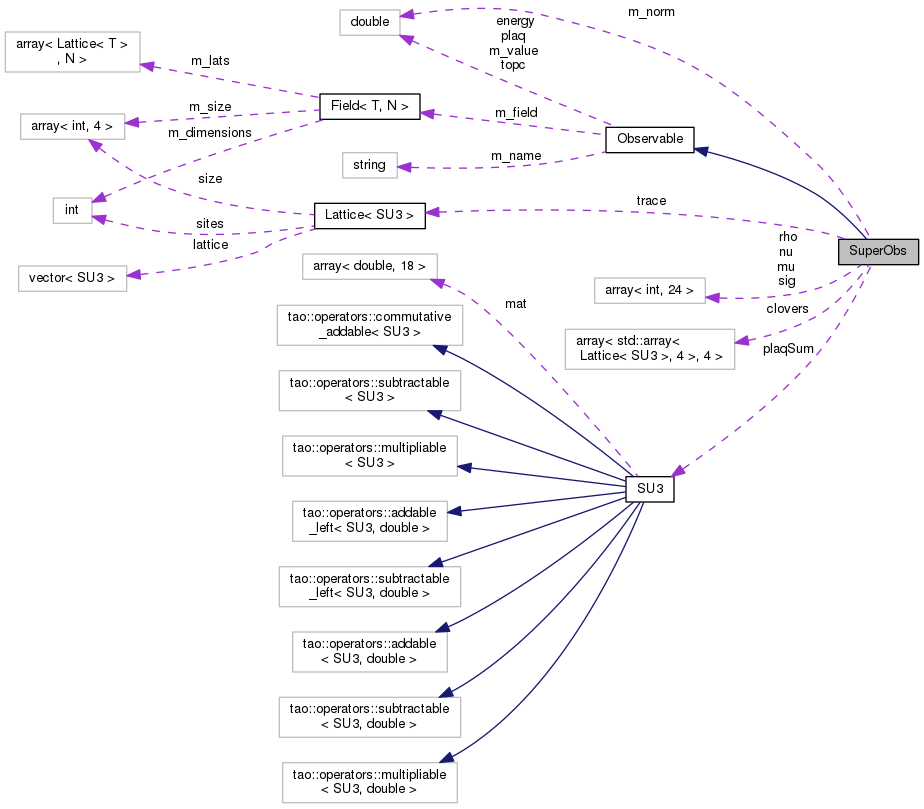 double
m_norm
energy
plaq
m_value
topc
array< Lattice< T >
, N >
m_lats
Field< T, N >
m_size
m_field
array< int, 4 >
m_dimensions
Observable
string
m_name
size
int
Lattice< SU3 >
trace
sites
lattice
SuperObs
rho
nu
mu
sig
array< double, 18 >
vector< SU3 >
array< int, 24 >
mat
clovers
tao::operators::commutative
_addable< SU3 >
array< std::array<
Lattice< SU3 >, 4 >, 4 >
plaqSum
tao::operators::subtractable
< SU3 >
tao::operators::multipliable
< SU3 >
SU3
tao::operators::addable
_left< SU3, double >
tao::operators::subtractable
_left< SU3, double >
tao::operators::addable
< SU3, double >
tao::operators::subtractable
< SU3, double >
tao::operators::multipliable
< SU3, double >